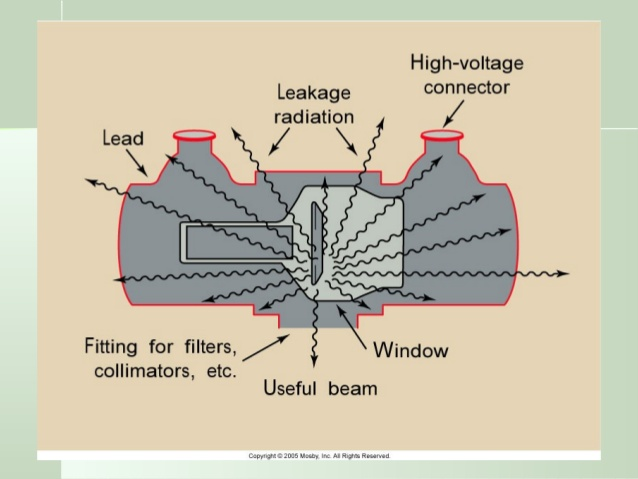 High-voltage
connector
Leakage
radiation
Lead
Fitting for filters,
collimators, etc.
Window
Useful beam
Copyright © 2005 Mosby, Inc. All Rights Reserved.